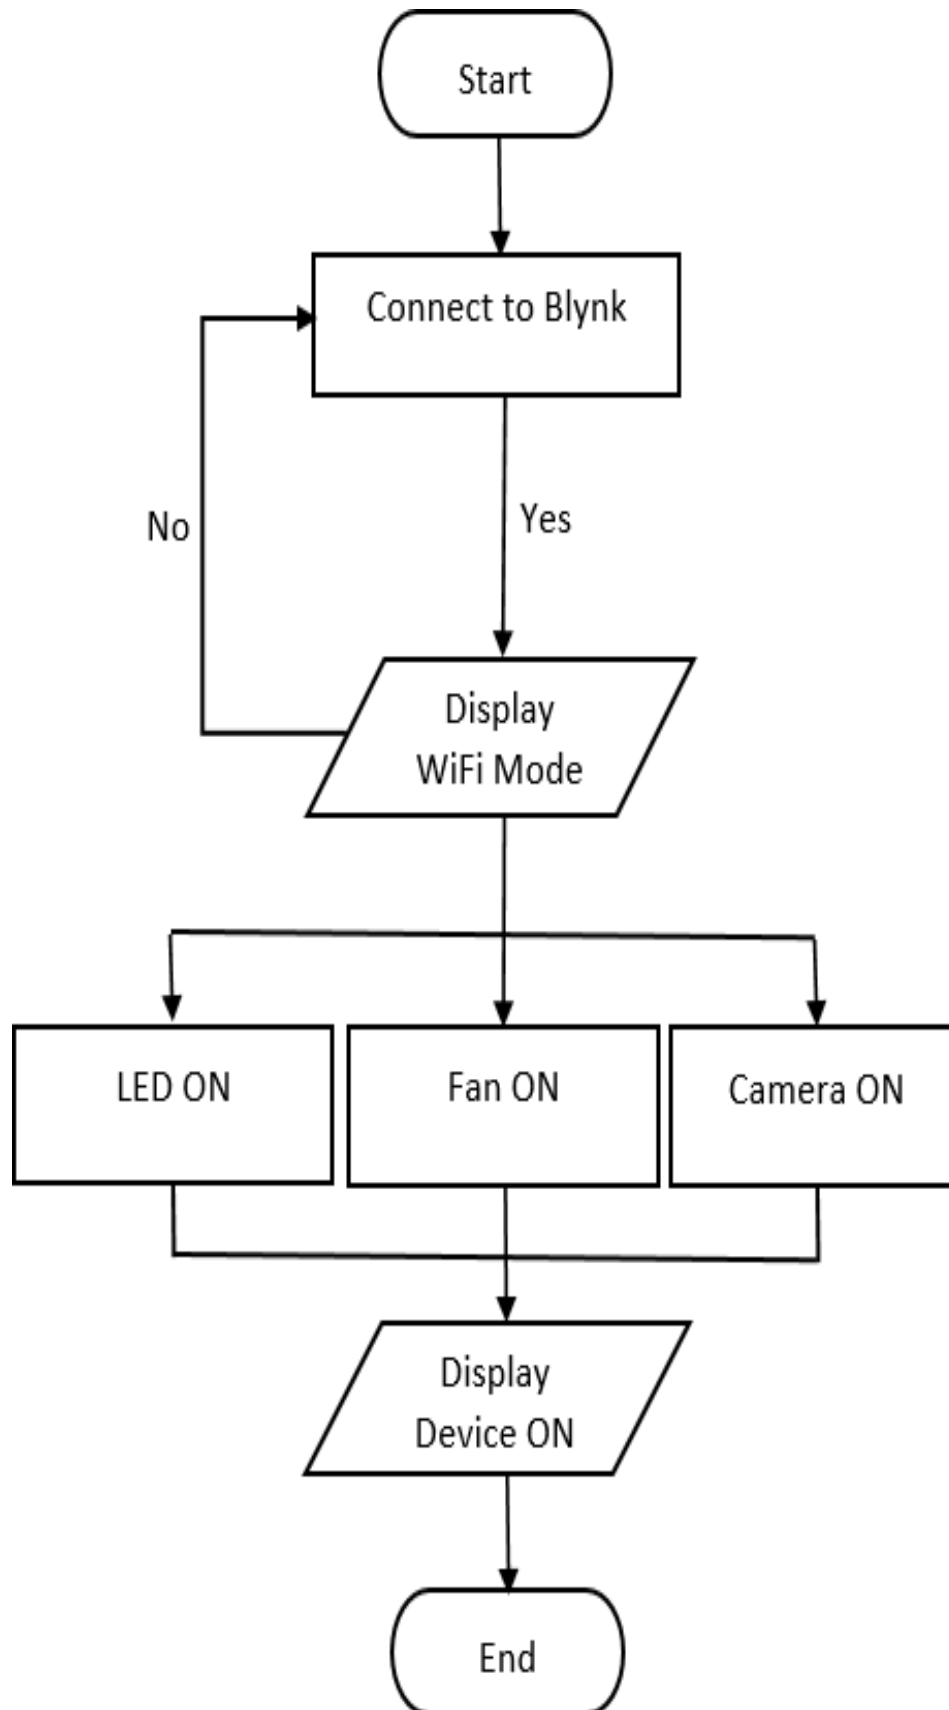 Start
Connect to Blynk
No
Yes
Display
WiFi Mode
LED ON
Fan ON
Camera ON
Display
Device ON
End